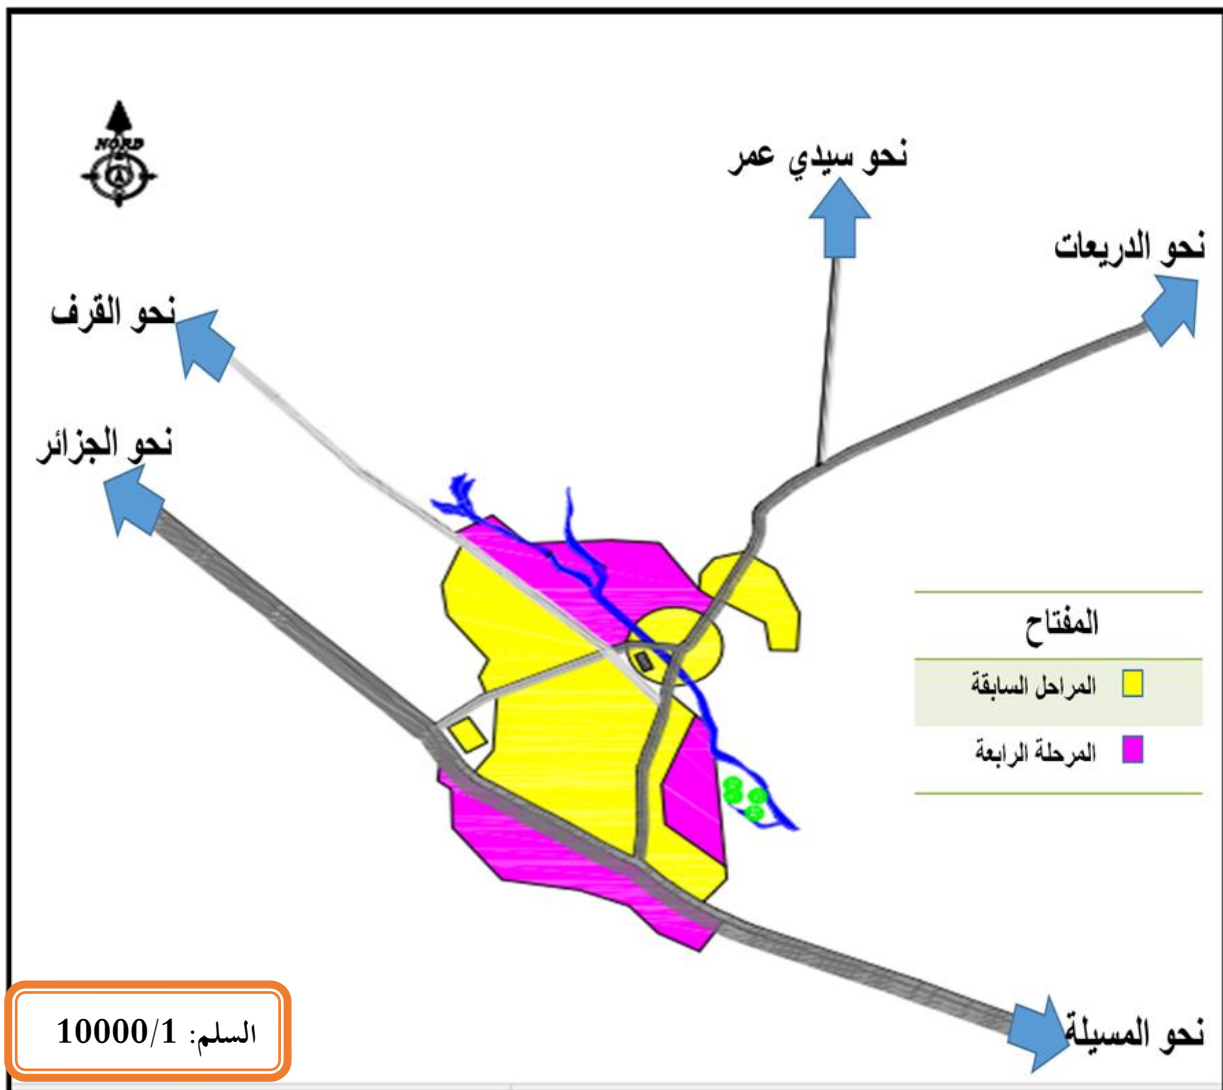 NORD
نحو سيدي عمر
نحو الدريعات
نحو القرف
نحو الجزائر
المفتاح
المراحل السابقة
المرحلة الرابعة
السلم: 10000/1
نحو المسيلة